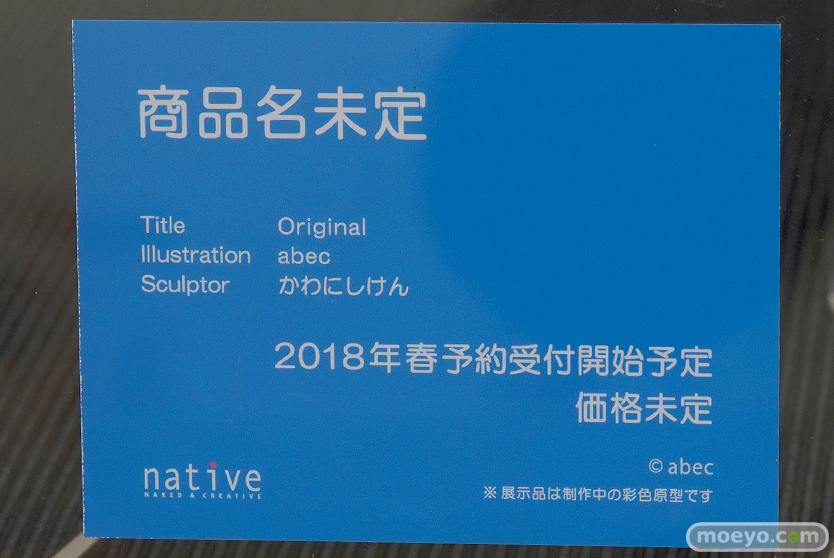 商品名未定
Title Original
Illustration abec
Sculptor かわにしけん
2018年春予約受付開始予定
価格未定
© abec
native
NAKED & CREATIVE
※展示品は制作中の彩色原型です
moeyo.com